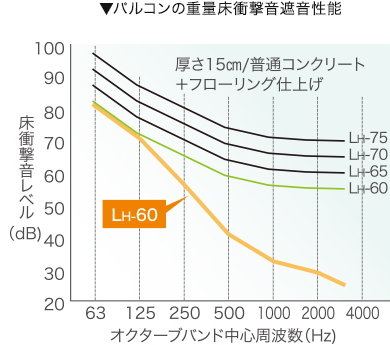 ▼バルコンの重量床衝撃音遮音性能
厚さ15cm/普通コンクリート
+フローリング仕上げ
床衝撃音レベル
(dB)
100
90
80
70
60
50
40
30
20
LH-75
LH-70
LH-65
LH-60
LH-60
63 125 250 500 1000 2000 4000
オクターブバンド中心周波数(Hz)